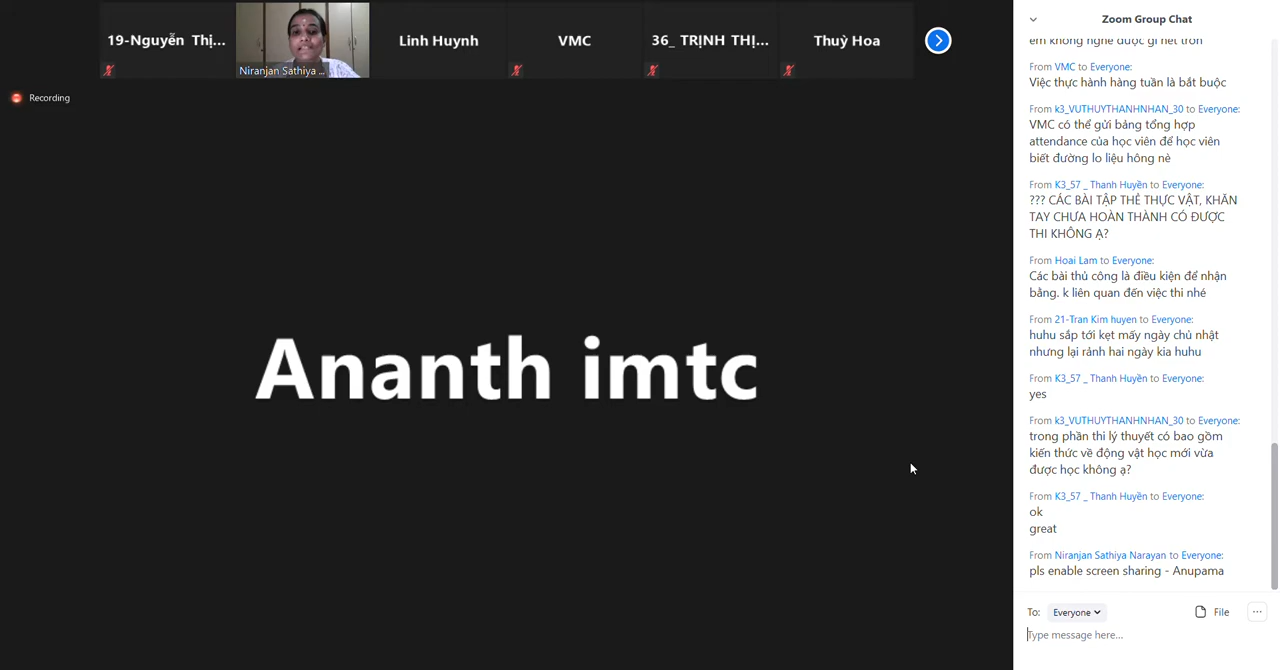 19-Nguyễn Thị...
Niranjan Sathiya ...
Linh Huynh
VMC
36_ TRỊNH THỊ...
Thuỳ Hoa
Recording
Ananth imtc
Zoom Group Chat
em không nghe được gì hết trơn
From VMC to Everyone:
Việc thực hành hàng tuần là bắt buộc
From k3_VUTHUYTHANHNHAN_30 to Everyone:
VMC có thể gửi bảng tổng hợp
attendance của học viên để học viên
biết đường lo liệu hông nè
From K3_57 _ Thanh Huyền to Everyone:
??? CÁC BÀI TẬP THẺ THỰC VẬT, KHĂN
TAY CHƯA HOÀN THÀNH CÓ ĐƯỢC
THI KHÔNG Ạ?
From Hoai Lam to Everyone:
Các bài thủ công là điều kiện để nhận
bằng. k liên quan đến việc thi nhé
From 21-Tran Kim huyen to Everyone:
huhu sắp tới kẹt mấy ngày chủ nhật
nhưng lại rảnh hai ngày kia huhu
From K3_57 _ Thanh Huyền to Everyone:
yes
From k3_VUTHUYTHANHNHAN_30 to Everyone:
trong phần thi lý thuyết có bao gồm
kiến thức về động vật học mới vừa
được học không ạ?
From K3_57 _ Thanh Huyền to Everyone:
ok
great
From Niranjan Sathiya Narayan to Everyone:
pls enable screen sharing - Anupama
To: Everyone
File
Type message here...